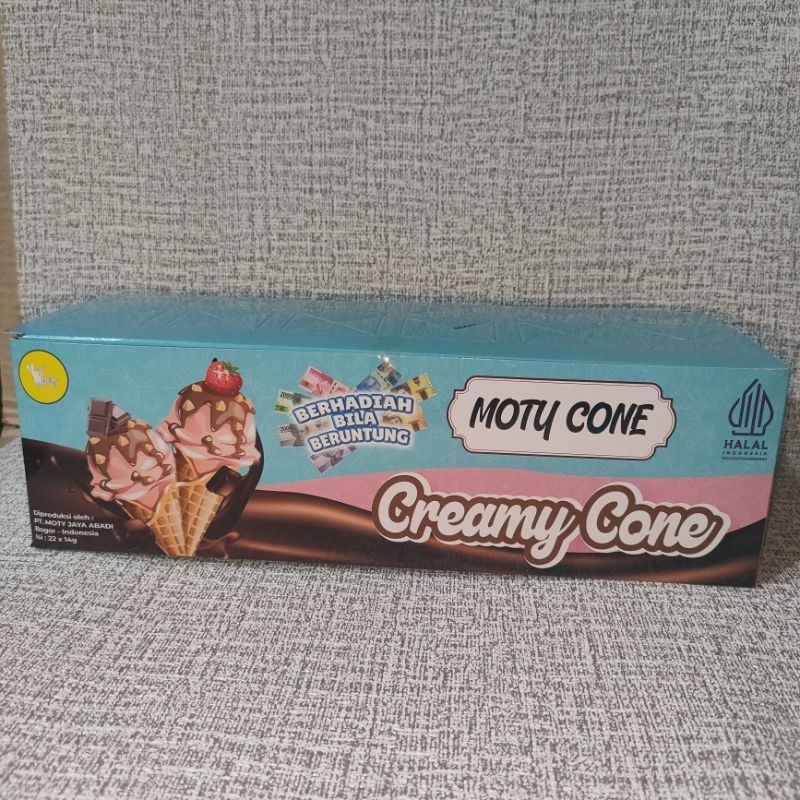 BERHADIAH
BILA
BERUNTUNG
MOTY CONE
HALAL
INDONESIA
Creamy Cone
Diproduksi oleh :
PT. MOTY JAYA ABADI
Bogor - Indonesia
Isi : 22 x 14g